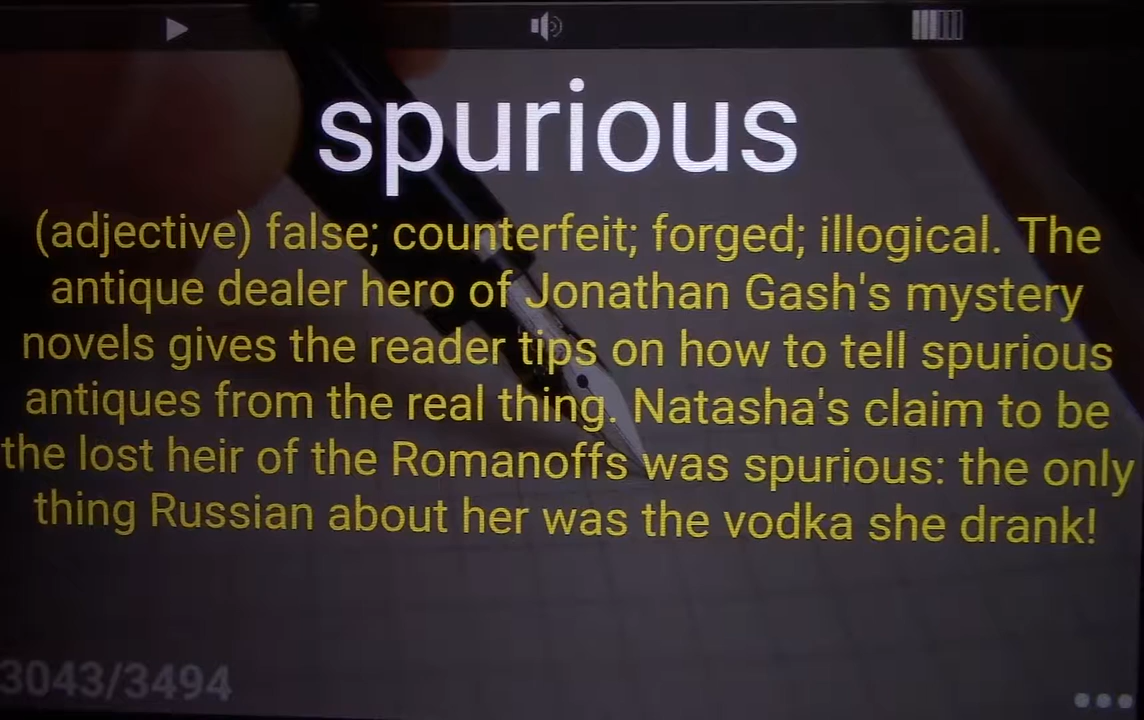 spurious
(adjective) false; counterfeit; forged; illogical. The
antique dealer hero of Jonathan Gash's mystery
novels gives the reader tips on how to tell spurious
antiques from the real thing. Natasha's claim to be
the lost heir of the Romanoffs was spurious: the only
thing Russian about her was the vodka she drank!
3043/3494